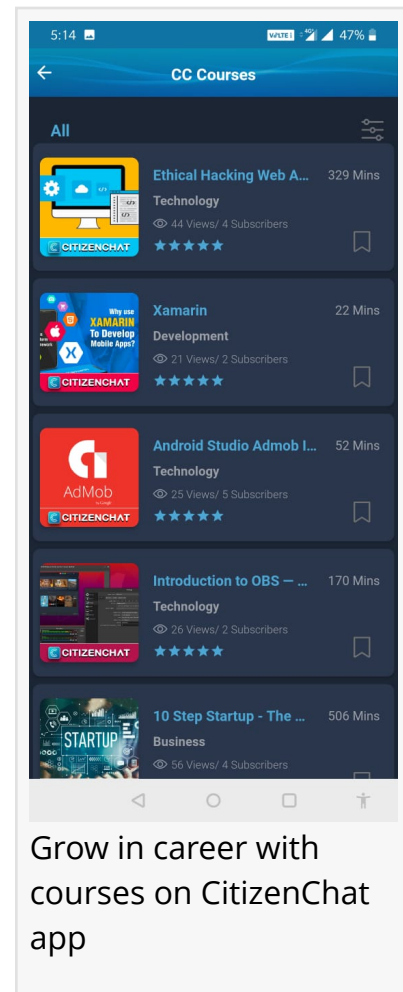 5:14
VoLTE1 4G 47%
CC Courses
All
Ethical Hacking Web A... 329 Mins
Technology
44 Views/ 4 Subscribers
CITIZENCHAT
Why use
XAMARIN
To Develop
Mobile Apps?
Xamarin 22 Mins
Development
21 Views/ 2 Subscribers
CITIZENCHAT
AdMob
Android Studio Admob I... 52 Mins
Technology
25 Views/ 5 Subscribers
CITIZENCHAT
Introduction to OBS — ... 170 Mins
Technology
26 Views/ 2 Subscribers
CITIZENCHAT
STARTUP
10 Step Startup - The ... 506 Mins
Business
56 Views/ 4 Subscribers
Grow in career with
courses on CitizenChat
app